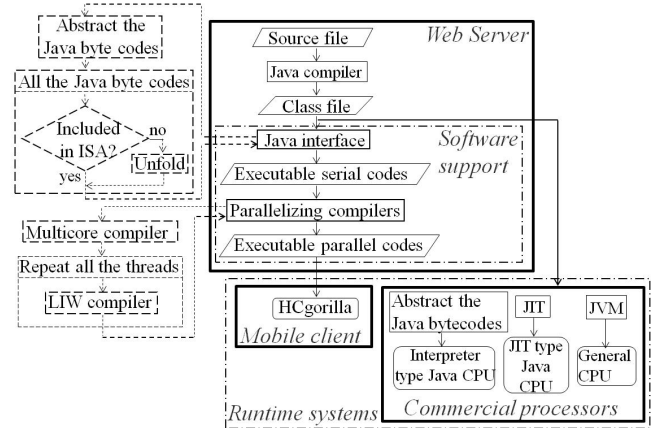 Abstract the
Java byte codes
All the Java byte codes
Included
in ISA?
no
Unfold
yes
Multicore compiler
Repeat all the threads
LIW compiler
Source file
Web Server
Java compiler
Class file
Java interface
Software
support
Executable serial codes
Parallelizing compilers
Executable parallel codes
HCgorilla
Mobile client
Abstract the
Java bytecodes
JIT
JVM
Interpreter
type Java CPU
JIT type
Java
CPU
General
CPU
Runtime systems
Commercial processors